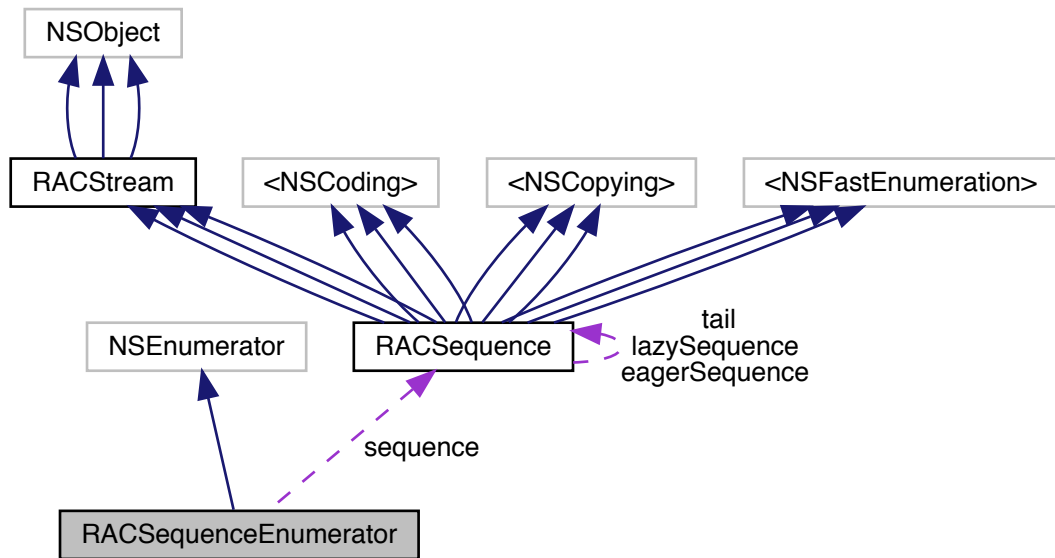 NSObject
RACStream
<NSCoding>
<NSCopying>
<NSFastEnumeration>
NSEnumerator
RACSequence
tail
lazySequence
eagerSequence
sequence
RACSequenceEnumerator